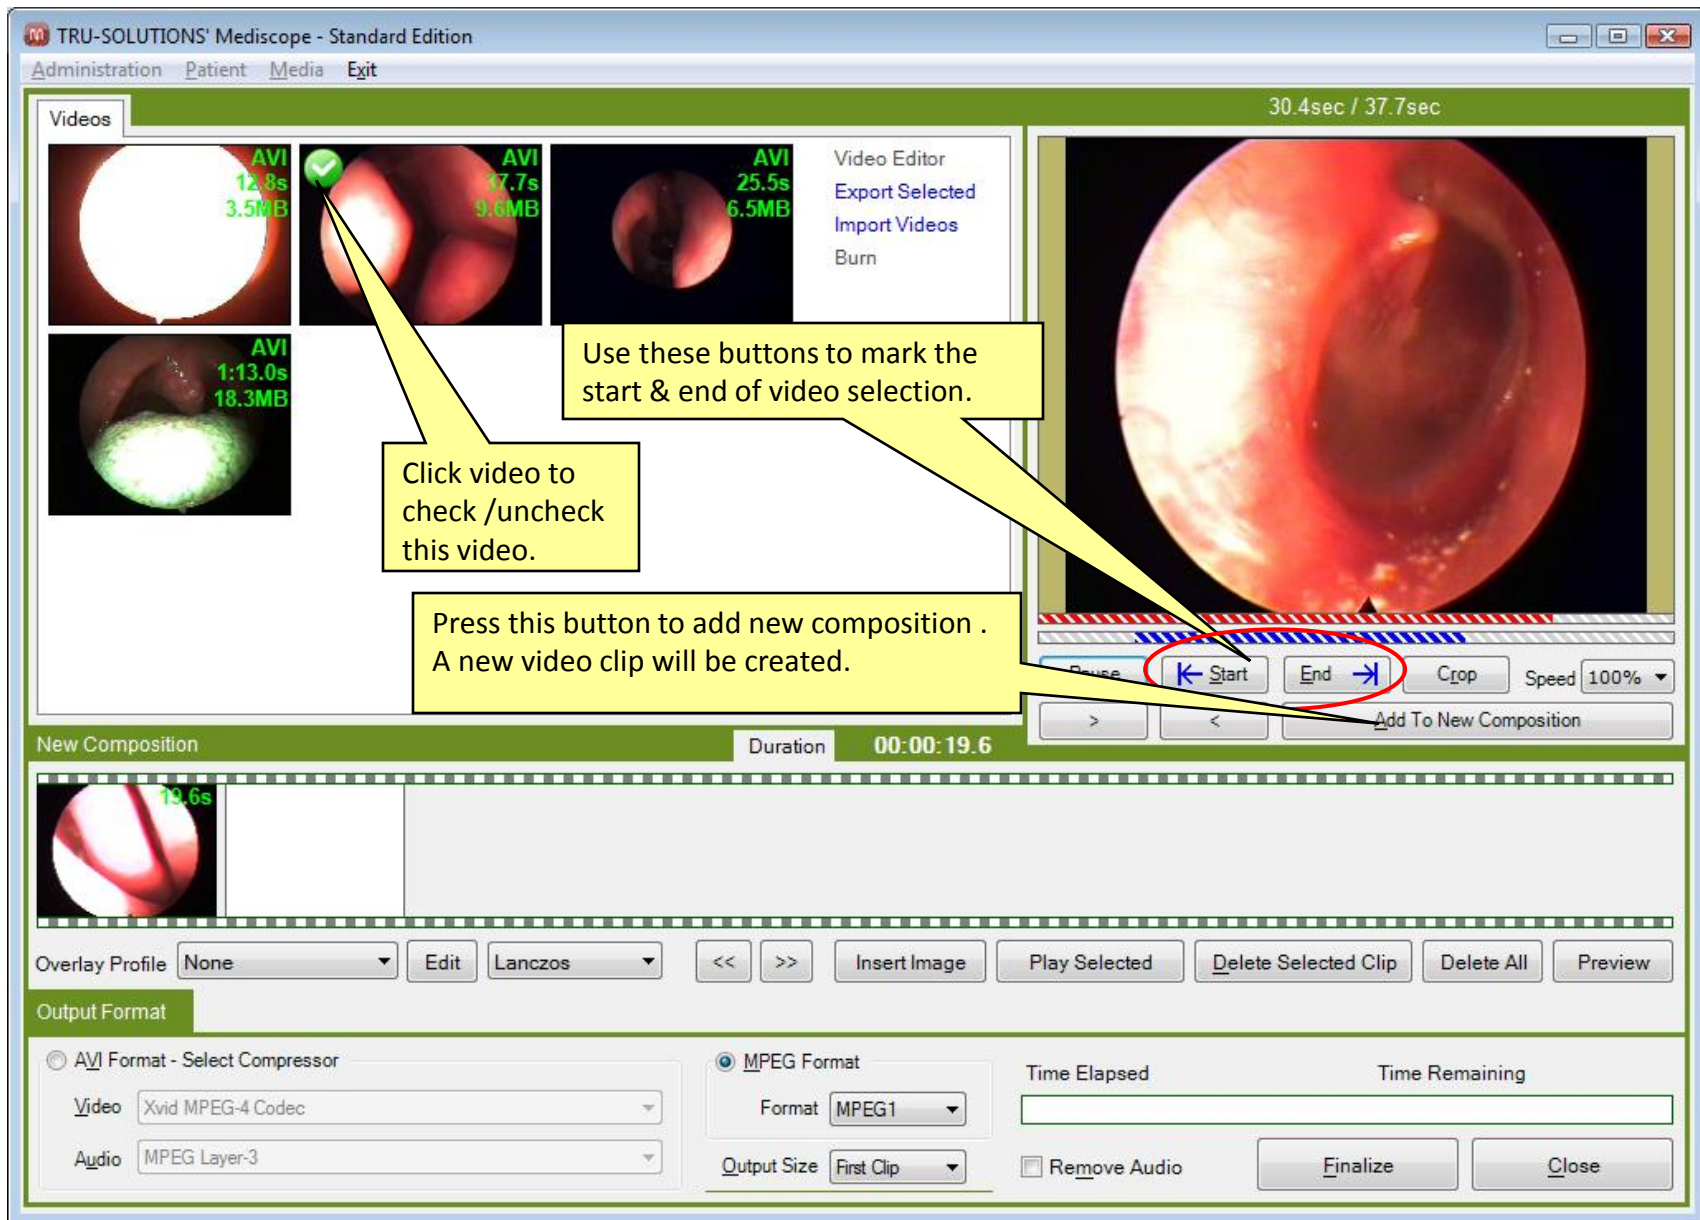 TRU-SOLUTIONS' Mediscope - Standard Edition
Administration Patient Media Exit
Videos
30.4sec / 37.7sec
AVI
12.8s
3.5MB
AVI
37.7s
9.6MB
AVI
25.5s
6.5MB
Video Editor
Export Selected
Import Videos
Burn
AVI
1:13.0s
18.3MB
Use these buttons to mark the
start & end of video selection.
Click video to
check /uncheck
this video.
Press this button to add new composition .
A new video clip will be created.
Pause Start End Crop Speed 100%
> < Add To New Composition
New Composition Duration 00:00:19.6
19.6s
Overlay Profile None Edit Lanczos << >> Insert Image Play Selected Delete Selected Clip Delete All Preview
Output Format
AVI Format - Select Compressor
Video Xvid MPEG-4 Codec
Audio MPEG Layer-3
MPEG Format
Format MPEG1
Output Size First Clip
Time Elapsed Time Remaining
Remove Audio Finalize Close